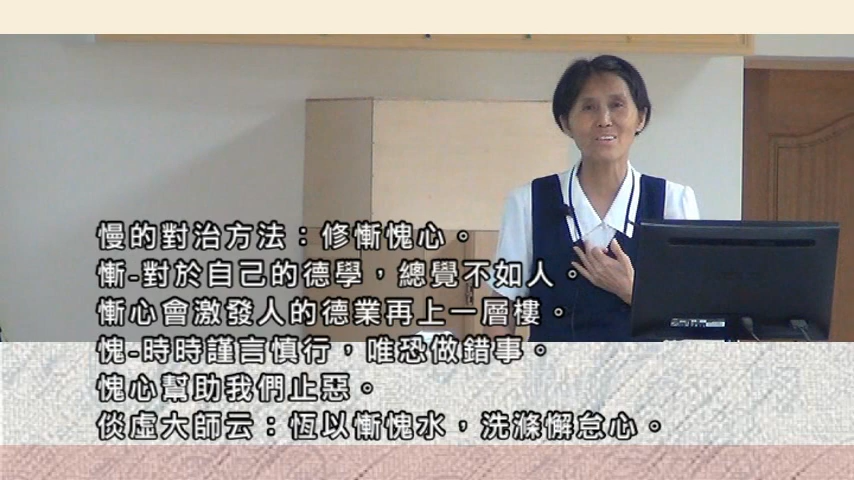 慢的對治方法：修慚愧心。
慚-對於自己的德學，總覺不如人。
慚心會激發人的德業再上一層樓。
愧-時時謹言慎行，唯恐做錯事。
愧心幫助我們止惡。
倓虛大師云：恆以慚愧水，洗滌懈怠心。